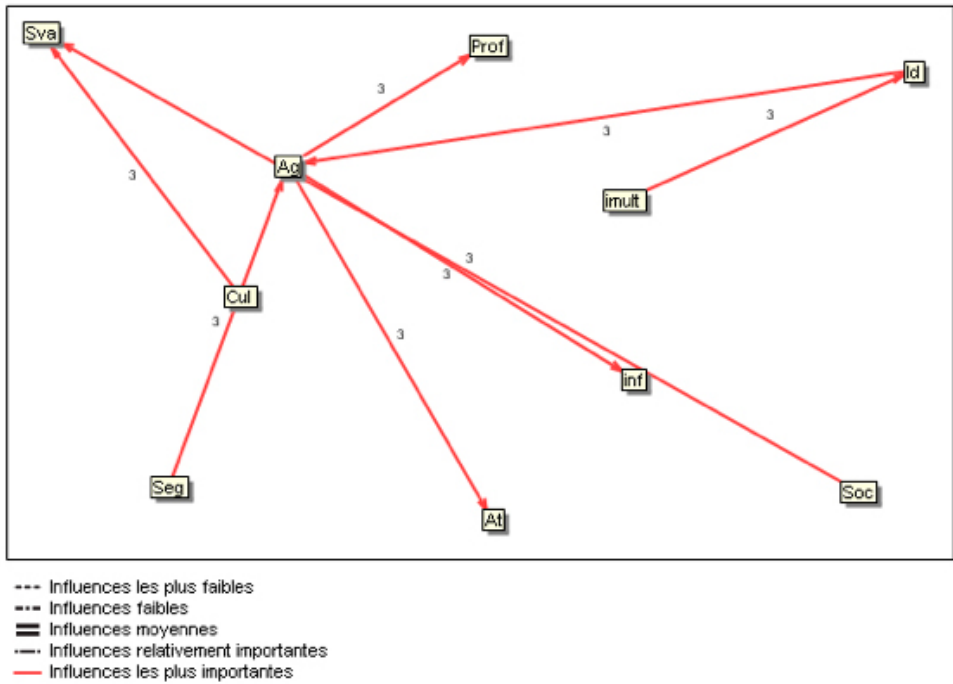 Sva
Prof
Id
3
3
3
Ag
3
imult
3
3
Cul
3
3
inf
Seg
Soc
At
Influences les plus faibles
Influences faibles
Influences moyennes
Influences relativement importantes
Influences les plus importantes